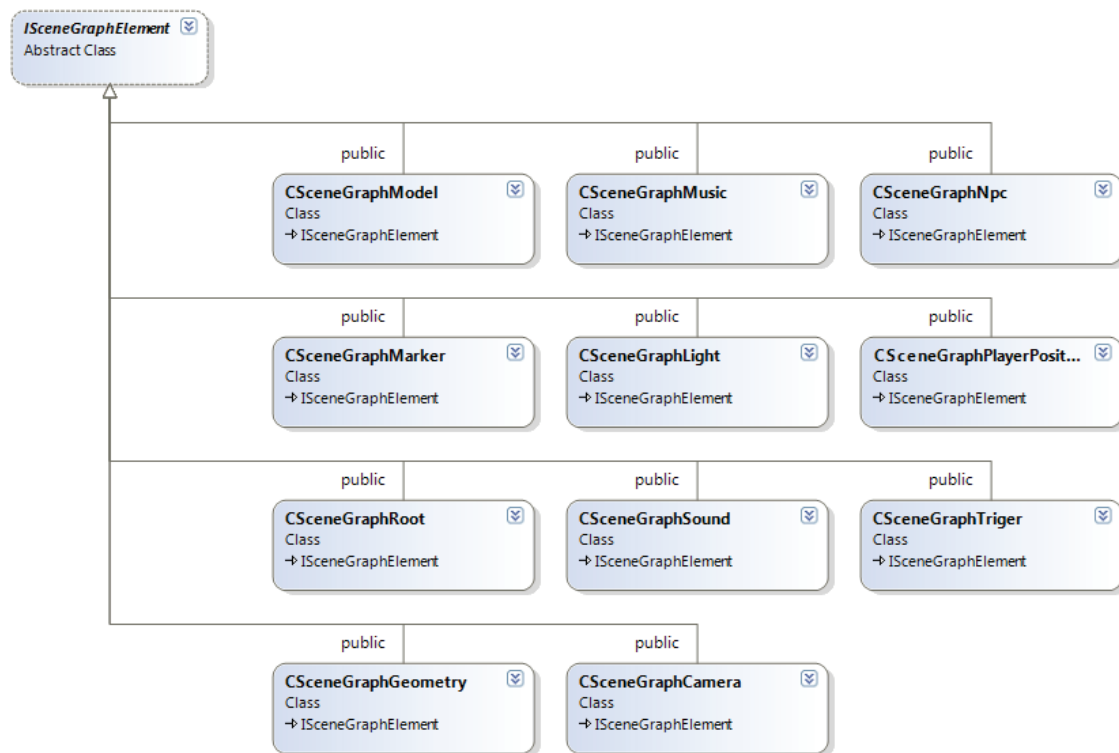 ISceneGraphElement
Abstract Class
public public public
CSceneGraphModel CSceneGraphMusic CSceneGraphNpc
Class Class Class
ISceneGraphElement ISceneGraphElement ISceneGraphElement
public public public
CSceneGraphMarker CSceneGraphLight CSceneGraphPlayerPosit...
Class Class Class
ISceneGraphElement ISceneGraphElement ISceneGraphElement
public public public
CSceneGraphRoot CSceneGraphSound CSceneGraphTriger
Class Class Class
ISceneGraphElement ISceneGraphElement ISceneGraphElement
public public
CSceneGraphGeometry CSceneGraphCamera
Class Class
ISceneGraphElement ISceneGraphElement